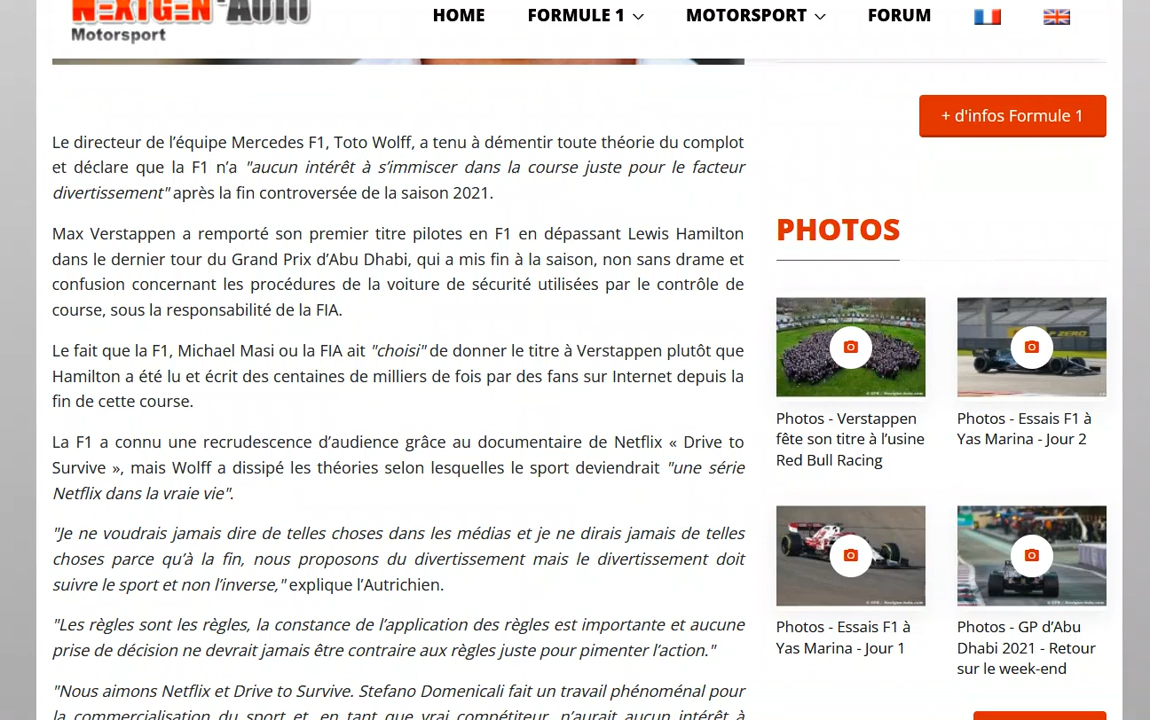 NEXTGEN-AUTO
Motorsport
HOME
FORMULE 1
MOTORSPORT
FORUM
Le directeur de l’équipe Mercedes F1, Toto Wolff, a tenu à démentir toute théorie du complot
et déclare que la F1 n’a "aucun intérêt à s’immiscer dans la course juste pour le facteur
divertissement" après la fin controversée de la saison 2021.
Max Verstappen a remporté son premier titre pilotes en F1 en dépassant Lewis Hamilton
dans le dernier tour du Grand Prix d’Abu Dhabi, qui a mis fin à la saison, non sans drame et
confusion concernant les procédures de la voiture de sécurité utilisées par le contrôle de
course, sous la responsabilité de la FIA.
Le fait que la F1, Michael Masi ou la FIA ait "choisi" de donner le titre à Verstappen plutôt que
Hamilton a été lu et écrit des centaines de milliers de fois par des fans sur Internet depuis la
fin de cette course.
La F1 a connu une recrudescence d’audience grâce au documentaire de Netflix « Drive to
Survive », mais Wolff a dissipé les théories selon lesquelles le sport deviendrait "une série
Netflix dans la vraie vie".
"Je ne voudrais jamais dire de telles choses dans les médias et je ne dirais jamais de telles
choses parce qu’à la fin, nous proposons du divertissement mais le divertissement doit
suivre le sport et non l’inverse," explique l’Autrichien.
"Les règles sont les règles, la constance de l’application des règles est importante et aucune
prise de décision ne devrait jamais être contraire aux règles juste pour pimenter l’action."
"Nous aimons Netflix et Drive to Survive. Stefano Domenicali fait un travail phénoménal pour
la commercialisation du sport et, en tant que vrai compétiteur, n’aurait aucun intérêt à
+ d'infos Formule 1
PHOTOS
Photos - Verstappen
fête son titre à l’usine
Red Bull Racing
Photos - Essais F1 à
Yas Marina - Jour 2
Photos - Essais F1 à
Yas Marina - Jour 1
Photos - GP d’Abu
Dhabi 2021 - Retour
sur le week-end